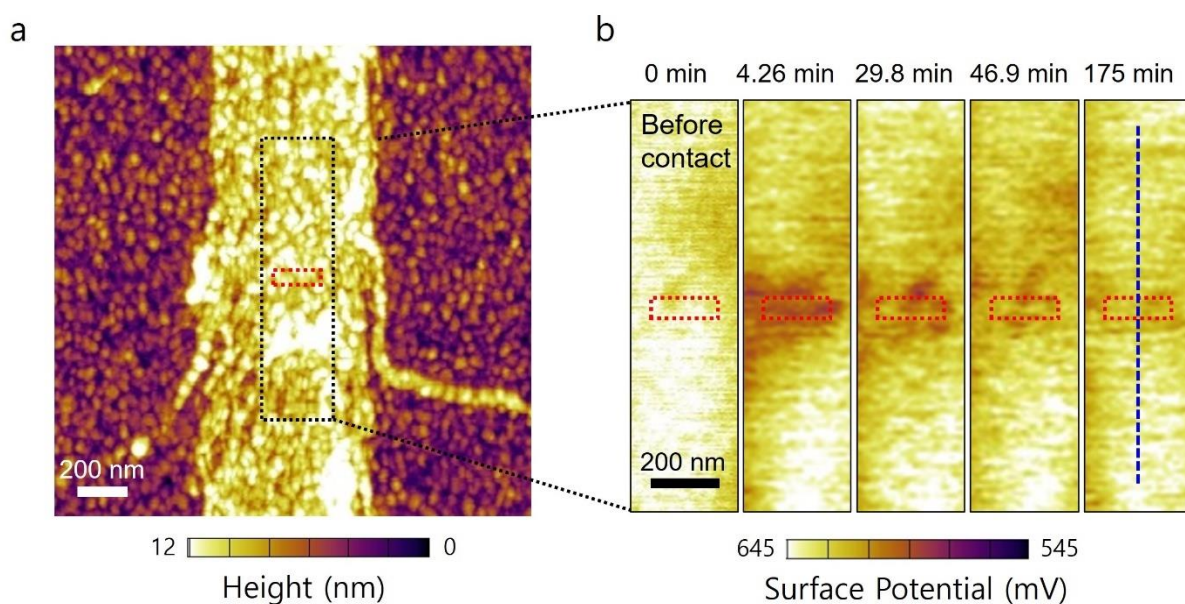 a
b
0 min
4.26 min
29.8 min
46.9 min
175 min
Before
contact
200 nm
200 nm
12
0
Height (nm)
645
545
Surface Potential (mV)